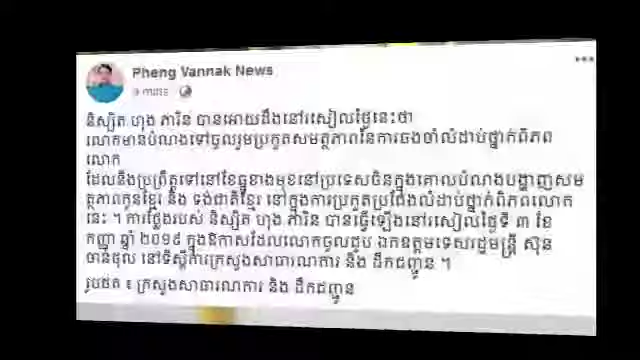 Pheng Vannak News
និស្សិត ហុង ភារិន បានអោយដឹងនៅរសៀលថ្ងៃនេះថា
លោកមានបំណងទៅចូលរួមប្រកួតសមត្ថភាពនៃការចងចាំលំដាប់ថ្នាក់ពិភព
លោក
ដែលនឹងប្រព្រឹត្តទៅនៅខែធ្នូខាងមុខនៅប្រទេសចិនក្នុងគោលបំណងបង្ហាញសម
ត្ថភាពកូនខ្មែរ និង ទង់ជាតិខ្មែរ នៅក្នុងការប្រកួតប្រជែងលំដាប់ថ្នាក់ពិភពលោក
នេះ ។ ការថ្លែងរបស់ និស្សិត ហុង ភារិន បានធ្វើឡើងនៅរសៀលថ្ងៃទី ៣ ខែ
កញ្ញា ឆ្នាំ ២០១៩ ក្នុងឱកាសដែលលោកចូលជួប ឯកឧត្តមទេសរដ្ឋមន្ត្រី ស៊ុន
ចាន់ថុល នៅទីស្តីការក្រសួងសាធារណការ និង ដឹកជញ្ជូន ។
រូបថត ៖ ក្រសួងសាធារណការ និង ដឹកជញ្ជូន